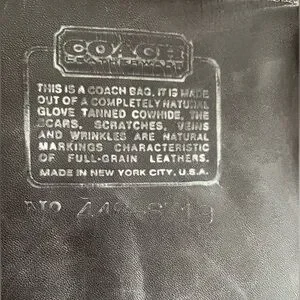 COACH
LEATHERWARE
THIS IS A COACH BAG. IT IS MADE
OUT OF A COMPLETELY NATURAL
GLOVE TANNED COWHIDE, THE
SCARS, SCRATCHES, VEINS
AND WRINKLES ARE NATURAL
MARKINGS CHARACTERISTIC
OF FULL-GRAIN LEATHERS.
MADE IN NEW YORK CITY, U.S.A.
No